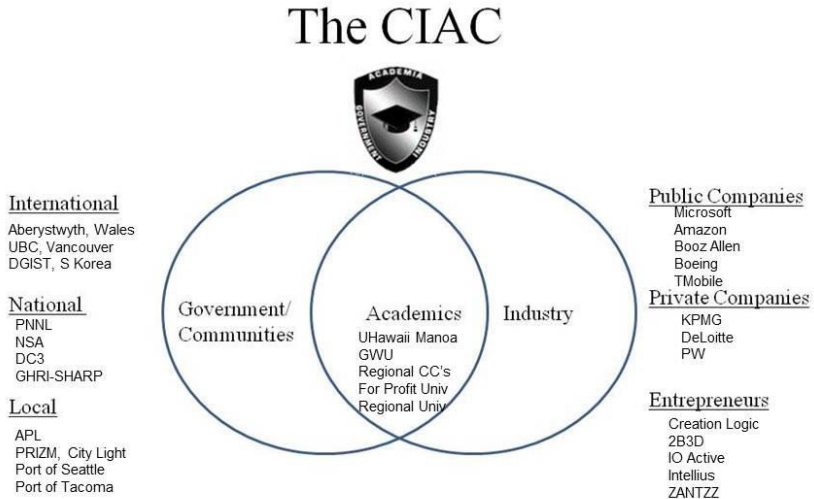 The CIAC
ACADEMIA
GOVERNMENT
INDUSTRY
International
Aberystwyth, Wales
UBC, Vancouver
DGIST, S Korea
National
PNNL
NSA
DC3
GHRI-SHARP
Local
APL
PRIZM, City Light
Port of Seattle
Port of Tacoma
Government/
Communities
Academics
UHawaii Manoa
GWU
Regional CC's
For Profit Univ
Regional Univ
Industry
Public Companies
Microsoft
Amazon
Booz Allen
Boeing
TMobile
Private Companies
KPMG
DeLoitte
PW
Entrepreneurs
Creation Logic
2B3D
IO Active
Intellius
ZANTZZ